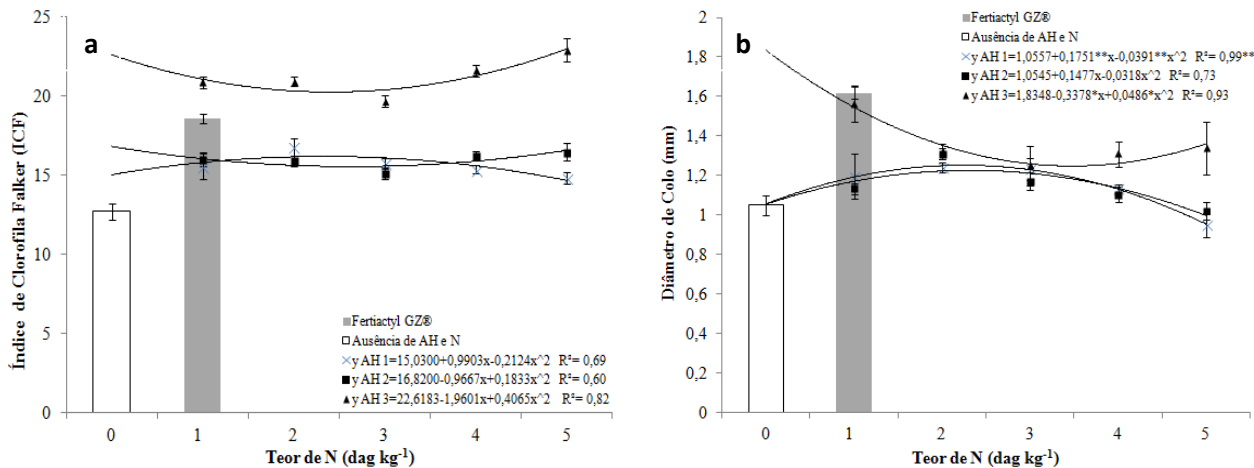 a
Índice de Clorofila Falker (ICF)
25
20
15
10
5
0
Fertiactyl GZ®
Ausência de AH e N
y AH 1=15,0300+0,9903x-0,2124x^2 R²= 0,69
y AH 2=16,8200-0,9667x+0,1833x^2 R²= 0,60
y AH 3=22,6183-1,9601x+0,4065x^2 R²= 0,82
0 1 2 3 4 5
Teor de N (dag kg-1)
b
Diâmetro de Colo (mm)
2
1,8
1,6
1,4
1,2
1
0,8
0,6
0,4
0,2
0
Fertiactyl GZ®
Ausência de AH e N
y AH 1=1,0557+0,1751**x-0,0391**x^2 R²= 0,99**
y AH 2=1,0545+0,1477x-0,0318x^2 R²= 0,73
y AH 3=1,8348-0,3378*x+0,0486*x^2 R²= 0,93
0 1 2 3 4 5
Teor de N (dag kg-1)